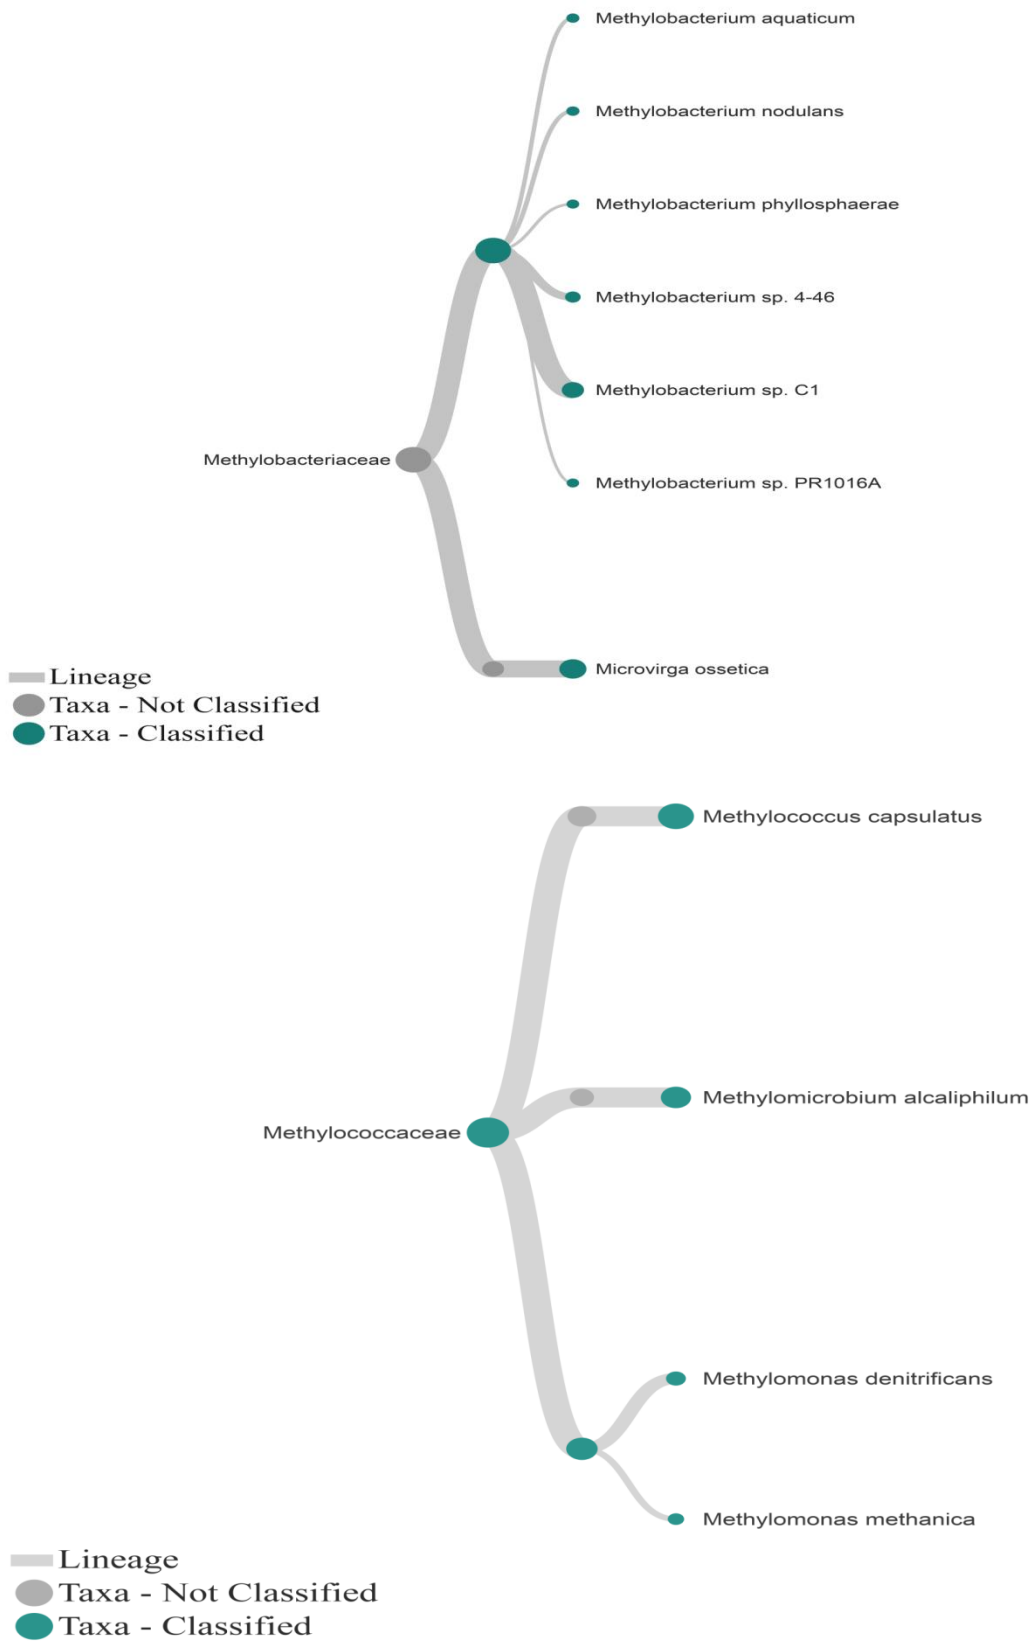 Methylobacterium aquaticum
Methylobacterium nodulans
Methylobacterium phyllosphaerae
Methylobacterium sp. 4-46
Methylobacterium sp. C1
Methylobacteriaceae
Methylobacterium sp. PR1016A
Microvirga ossetica
Lineage
Taxa - Not Classified
Taxa - Classified
Methylococcus capsulatus
Methylomicrobium alcaliphilum
Methylococcaceae
Methylomonas denitrificans
Methylomonas methanica
Lineage
Taxa - Not Classified
Taxa - Classified